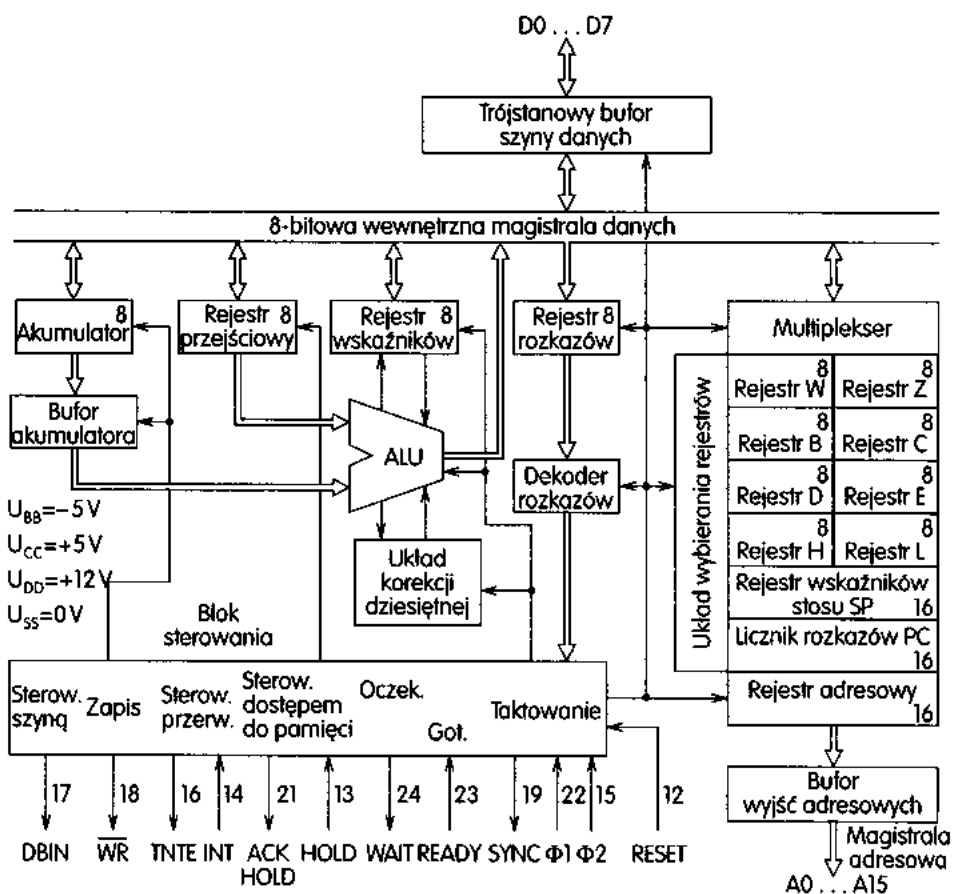 D0 . . . D7
Trójstanowy bufor
szyny danych
8-bitowa wewnętrzna magistrala danych
8
Akumulator
Rejestr 8
przejściowy
Rejestr 8
wskaźników
Rejestr 8
rozkazów
Multiplekser
Bufor
akumulatora
ALU
Dekoder
rozkazów
Układ wybierania rejestrów
8
Rejestr W
8
Rejestr Z
8
Rejestr B
8
Rejestr C
8
Rejestr D
8
Rejestr E
8
Rejestr H
8
Rejestr L
Rejestr wskaźników
stosu SP 16
Licznik rozkazów PC
16
Rejestr adresowy
16
U_BB=−5V
U_CC=+5V
U_DD=+12V
U_SS=0V
Układ
korekcji
dziesiętnej
Blok
sterowania
Sterow.
szyną
Zapis
Sterow.
przerw.
Sterow.
dostępem
do pamięci
Oczek.
Got.
Taktowanie
17 18 16 14 21 13 24 23 19 22 15 12
DBIN WR TNTE INT ACK HOLD WAIT READY SYNC Φ1 Φ2 RESET
HOLD
Bufor
wyjść adresowych
Magistrala
adresowa
A0 . . . A15